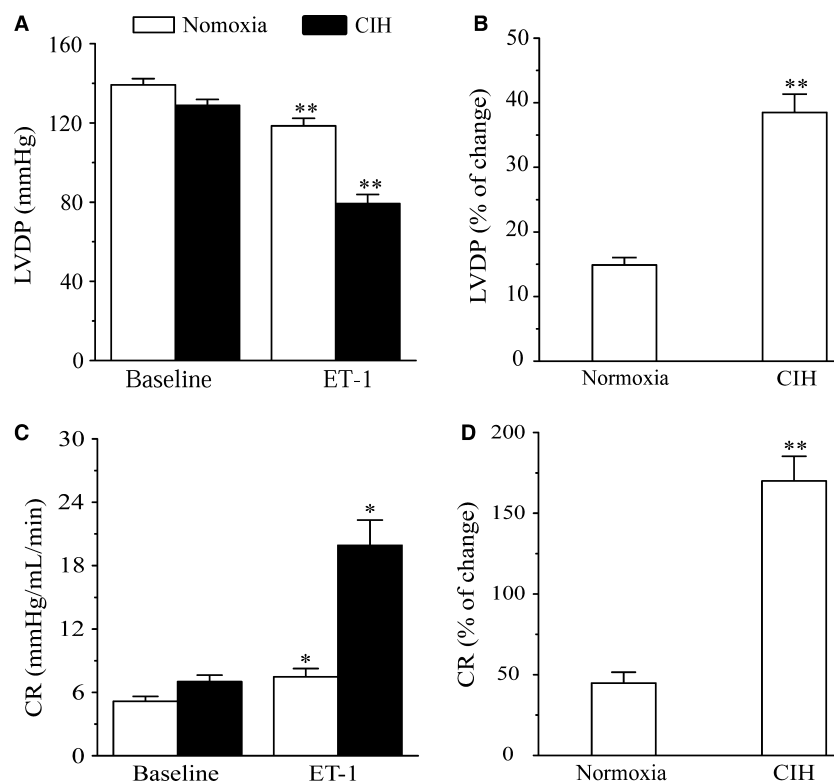 A
Nomoxia
CIH
LVDP (mmHg)
160
120
80
40
0
**
**
Baseline
ET-1
B
LVDP (% of change)
50
40
30
20
10
0
**
Normoxia
CIH
C
CR (mmHg/mL/min)
30
24
18
12
6
0
*
*
Baseline
ET-1
D
CR (% of change)
200
150
100
50
0
**
Normoxia
CIH